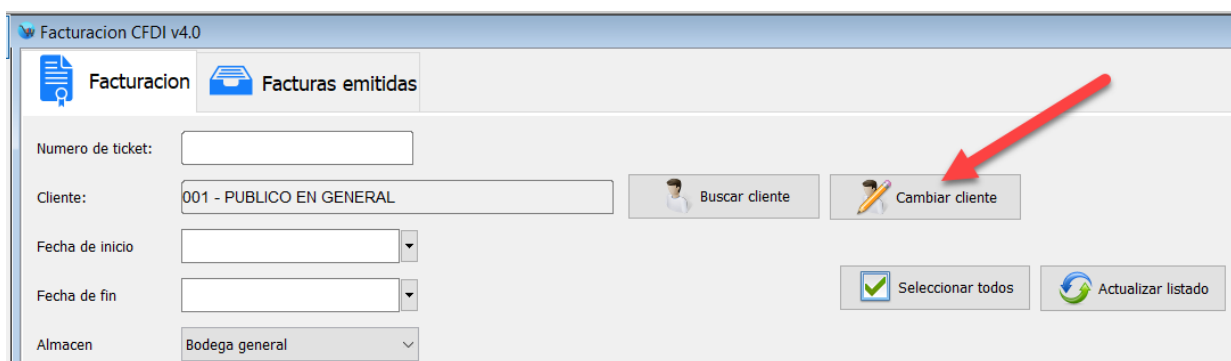 Facturacion CFDI v4.0
Facturacion
Facturas emitidas
Numero de ticket:
Cliente:
001 - PUBLICO EN GENERAL
Buscar cliente
Cambiar cliente
Fecha de inicio
Fecha de fin
Seleccionar todos
Actualizar listado
Almacen
Bodega general